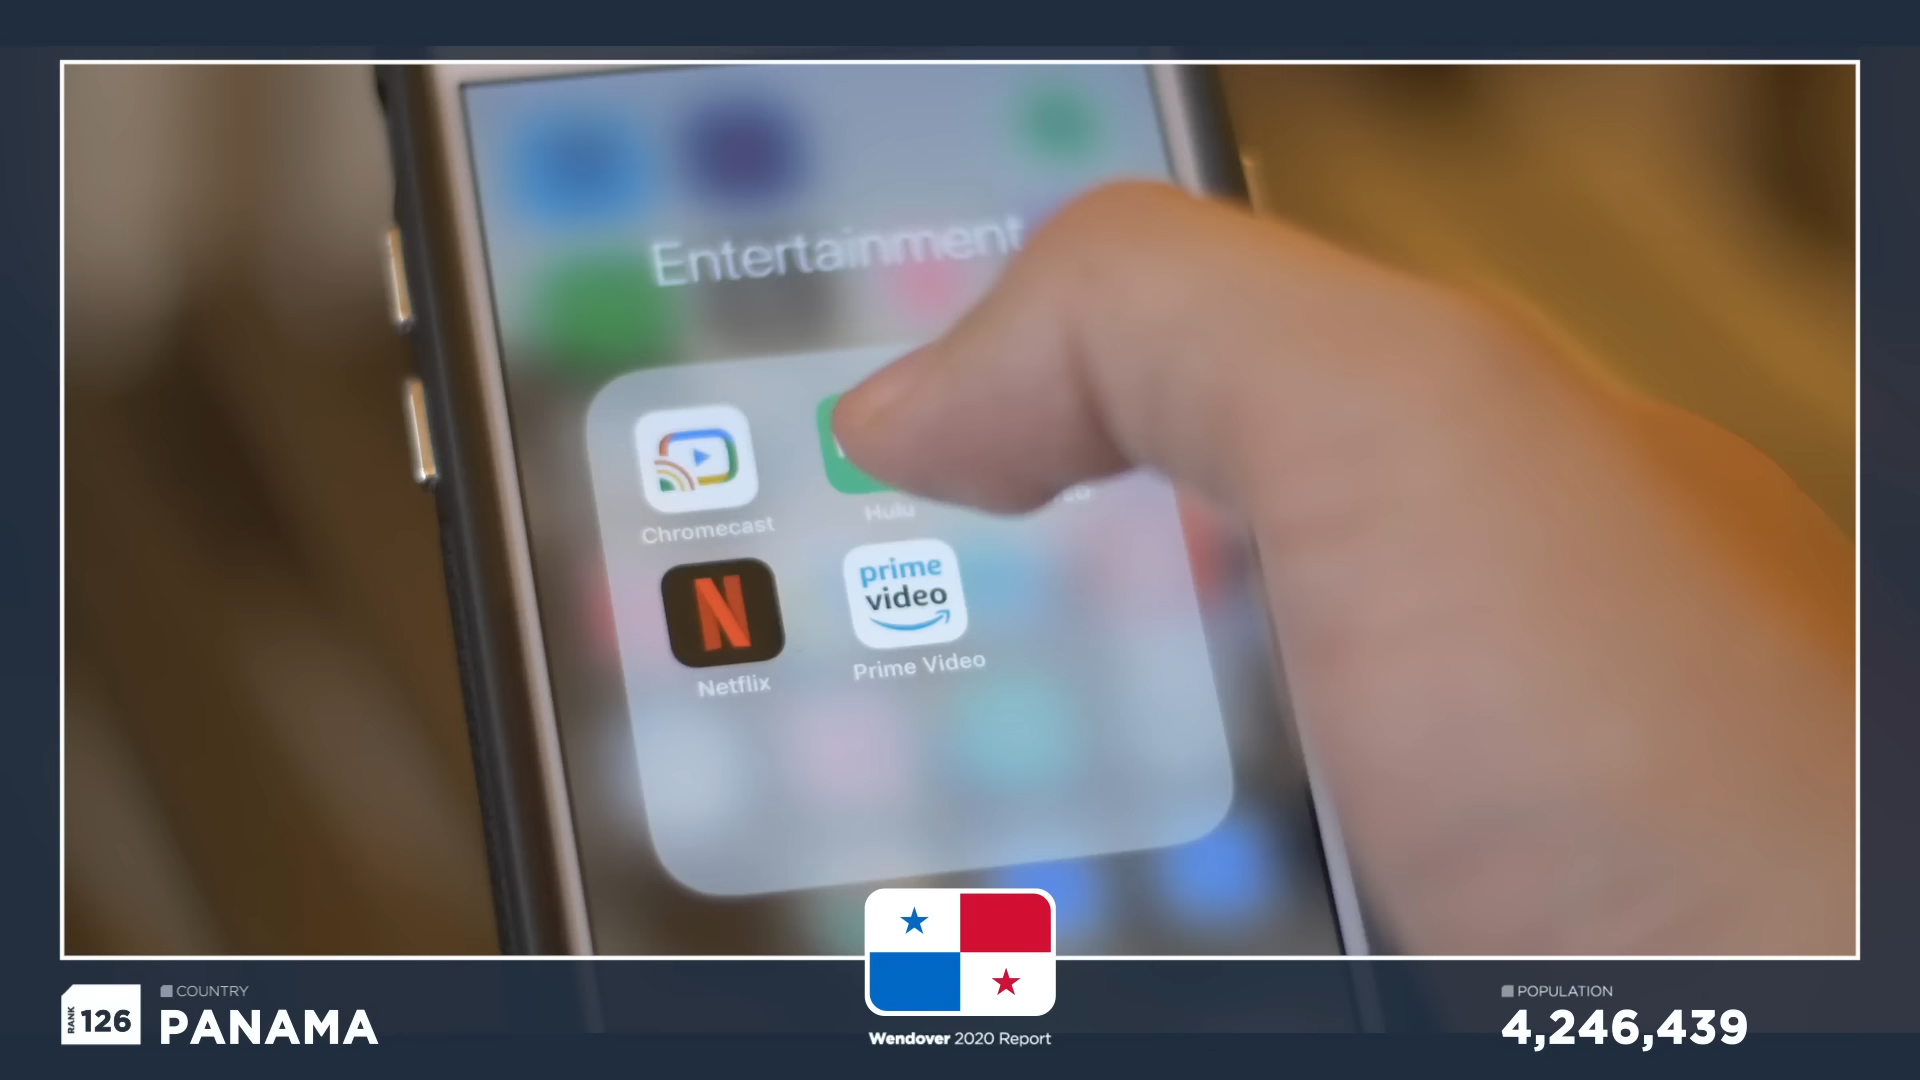 Entertainment
Chromecast
Hulu
N
prime
video
Netflix
Prime Video
RANK
126
COUNTRY
PANAMA
Wendover 2020 Report
POPULATION
4,246,439